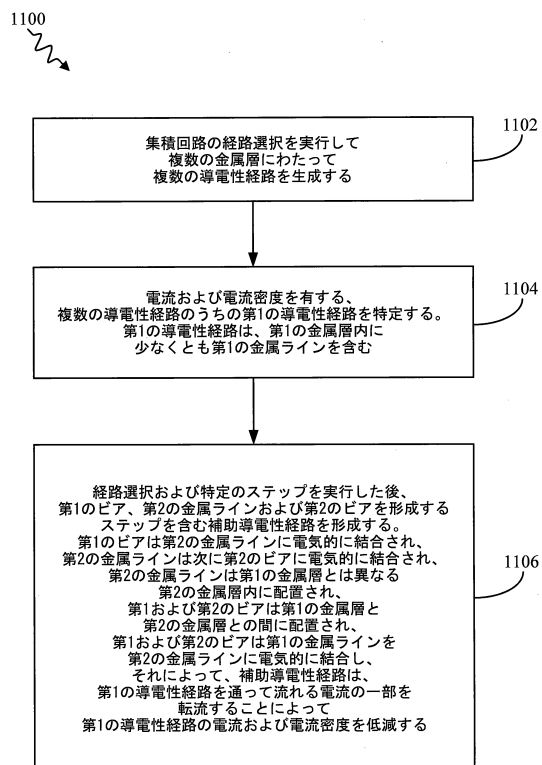 1100
1102
集積回路の経路選択を実行して
複数の金属層にわたって
複数の導電性経路を生成する
1104
電流および電流密度を有する、
複数の導電性経路のうちの第1の導電性経路を特定する。
第1の導電性経路は、第1の金属層内に
少なくとも第1の金属ラインを含む
1106
経路選択および特定のステップを実行した後、
第1のビア、第2の金属ラインおよび第2のビアを形成する
ステップを含む補助導電性経路を形成する。
第1のビアは第2の金属ラインに電気的に結合され、
第2の金属ラインは次に第2のビアに電気的に結合され、
第2の金属ラインは第1の金属層とは異なる
第2の金属層内に配置され、
第1および第2のビアは第1の金属層と
第2の金属層との間に配置され、
第1および第2のビアは第1の金属ラインを
第2の金属ラインに電気的に結合し、
それによって、補助導電性経路は、
第1の導電性経路を通って流れる電流の一部を
転流することによって
第1の導電性経路の電流および電流密度を低減する